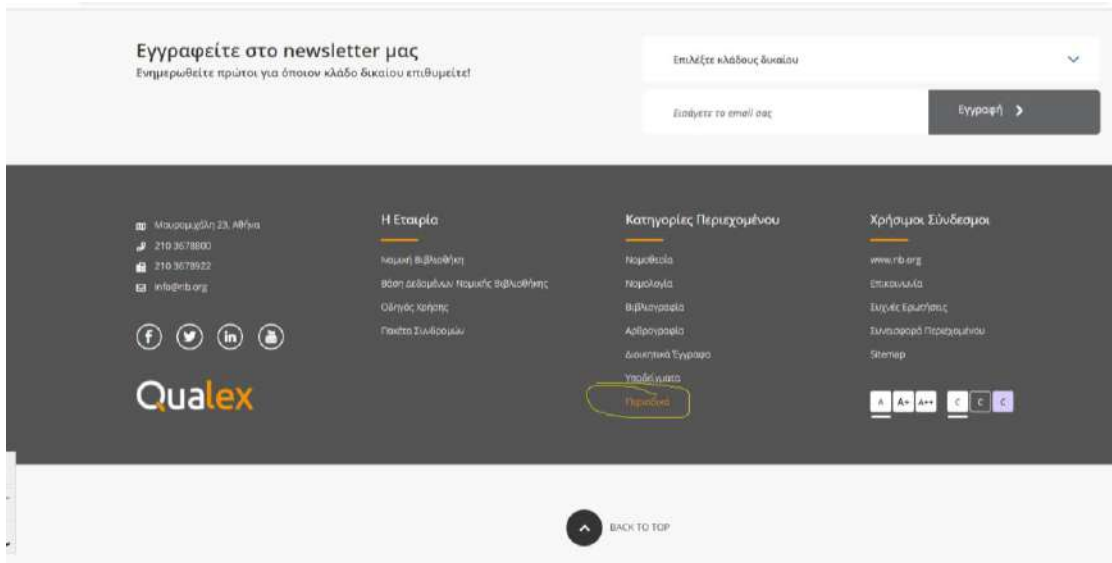 Εγγραφείτε στο newsletter μας
Ενημερωθείτε πρώτοι για όποιον κλάδο δικαίου επιθυμείτε!
Επιλέξτε κλάδους δικαίου
Εισάγετε το email σας
Εγγραφή
Μαυρομιχάλη 23, Αθήνα
210 3678800
210 3678922
info@nb.org
Qualex
Η Εταιρία
Νομική Βιβλιοθήκη
Βάση Δεδομένων Νομικής Βιβλιοθήκης
Οδηγός Χρήσης
Πακέτα Συνδρομών
Κατηγορίες Περιεχομένου
Νομοθεσία
Νομολογία
Βιβλιογραφία
Αρθρογραφία
Διοικητικά Έγγραφα
Υποδείγματα
Περιοδικά
Χρήσιμοι Σύνδεσμοι
www.nb.org
Επικοινωνία
Συχνές Ερωτήσεις
Συνεισφορά Περιεχομένου
Sitemap
A A+ A++ C C C
BACK TO TOP